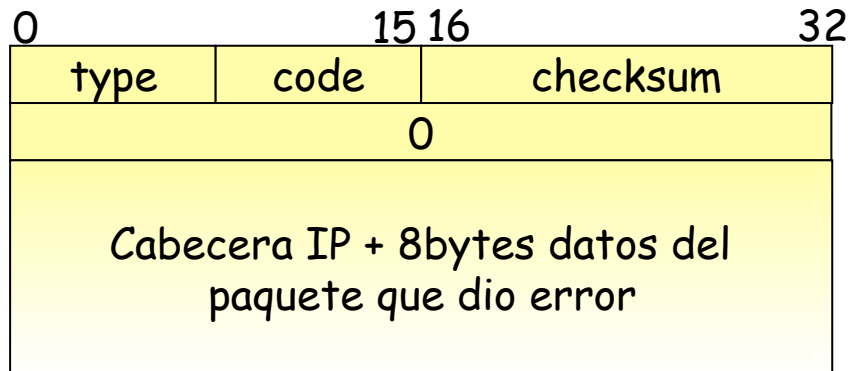 0 15 16 32
type code checksum
0
Cabecera IP + 8bytes datos del
paquete que dio error